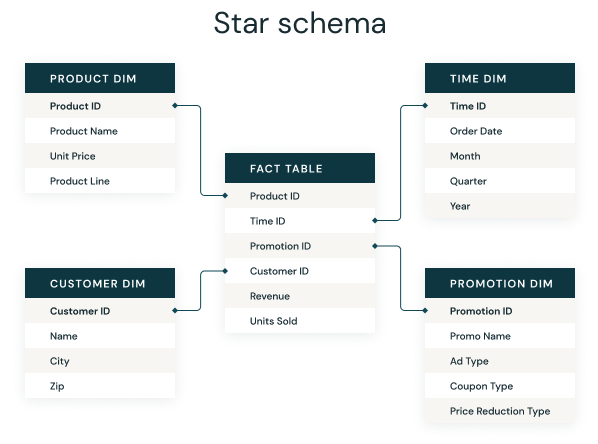 Star schema
PRODUCT DIM
Product ID
Product Name
Unit Price
Product Line
TIME DIM
Time ID
Order Date
Month
Quarter
Year
FACT TABLE
Product ID
Time ID
Promotion ID
Customer ID
Revenue
Units Sold
CUSTOMER DIM
Customer ID
Name
City
Zip
PROMOTION DIM
Promotion ID
Promo Name
Ad Type
Coupon Type
Price Reduction Type